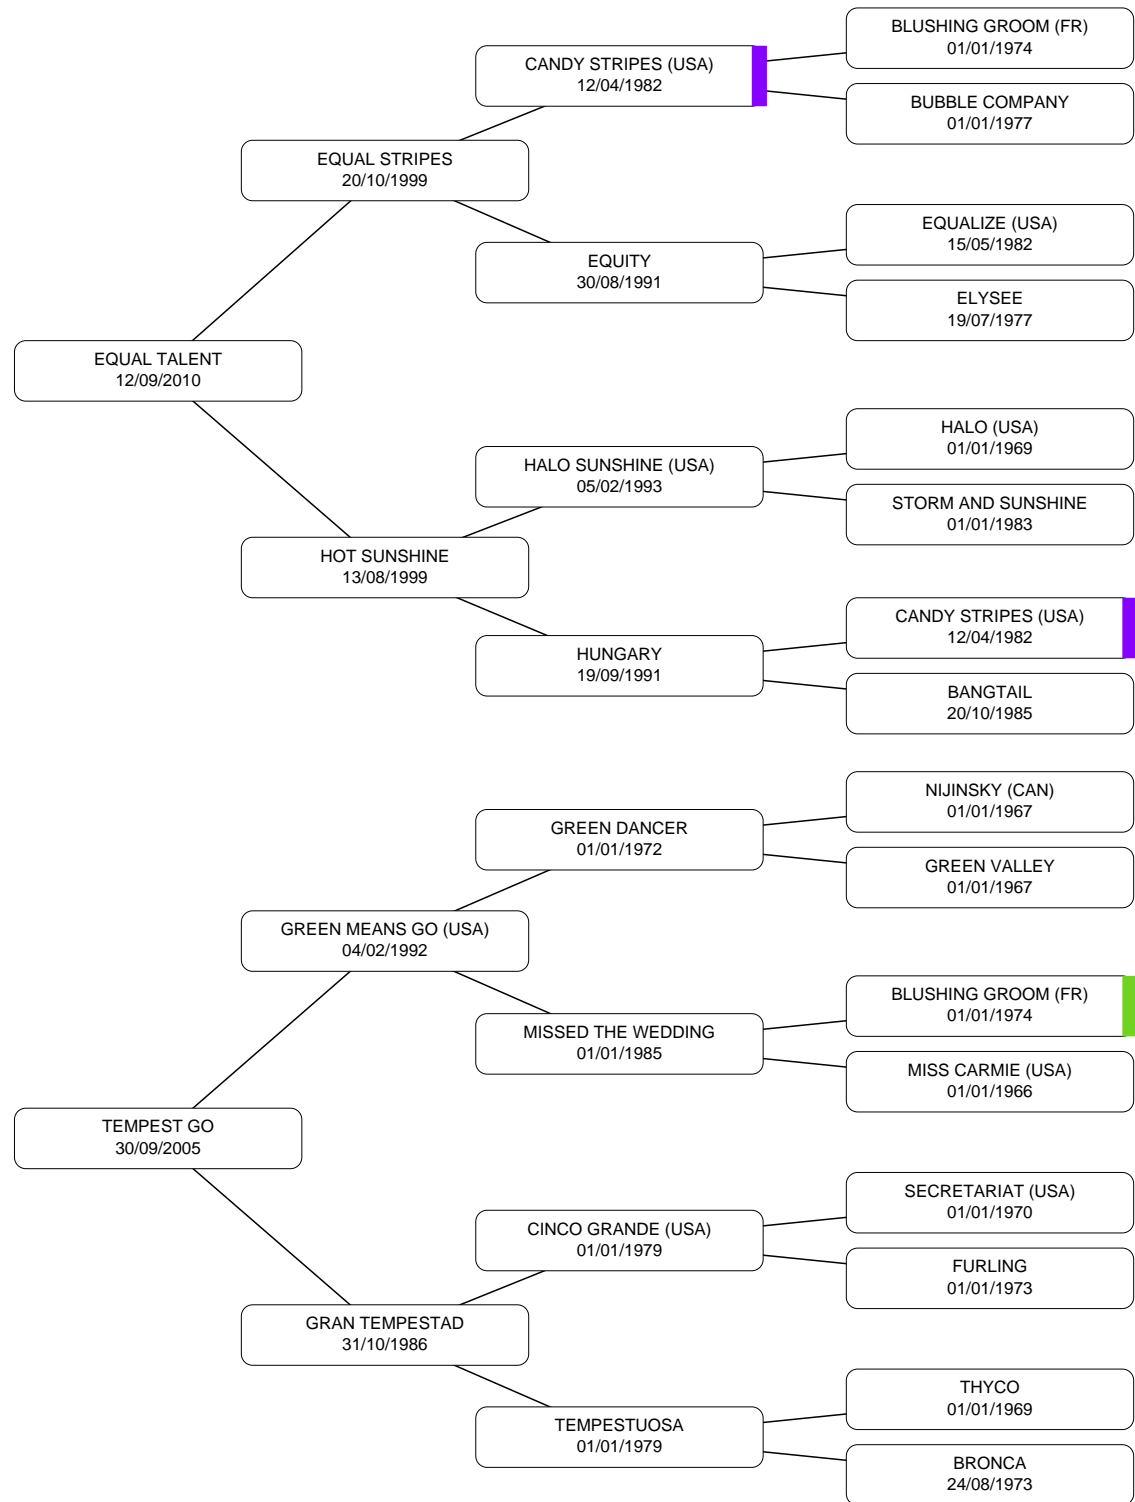 BLUSHING GROOM (FR)
01/01/1974
CANDY STRIPES (USA)
12/04/1982
BUBBLE COMPANY
01/01/1977
EQUAL STRIPES
20/10/1999
EQUALIZE (USA)
15/05/1982
EQUITY
30/08/1991
ELYSEE
19/07/1977
EQUAL TALENT
12/09/2010
HALO (USA)
01/01/1969
HALO SUNSHINE (USA)
05/02/1993
STORM AND SUNSHINE
01/01/1983
HOT SUNSHINE
13/08/1999
CANDY STRIPES (USA)
12/04/1982
HUNGARY
19/09/1991
BANGTAIL
20/10/1985
NIJINSKY (CAN)
01/01/1967
GREEN DANCER
01/01/1972
GREEN VALLEY
01/01/1967
GREEN MEANS GO (USA)
04/02/1992
BLUSHING GROOM (FR)
01/01/1974
MISSED THE WEDDING
01/01/1985
MISS CARMIE (USA)
01/01/1966
TEMPEST GO
30/09/2005
SECRETARIAT (USA)
01/01/1970
CINCO GRANDE (USA)
01/01/1979
FURLING
01/01/1973
GRAN TEMPESTAD
31/10/1986
THYCO
01/01/1969
TEMPESTUOSA
01/01/1979
BRONCA
24/08/1973